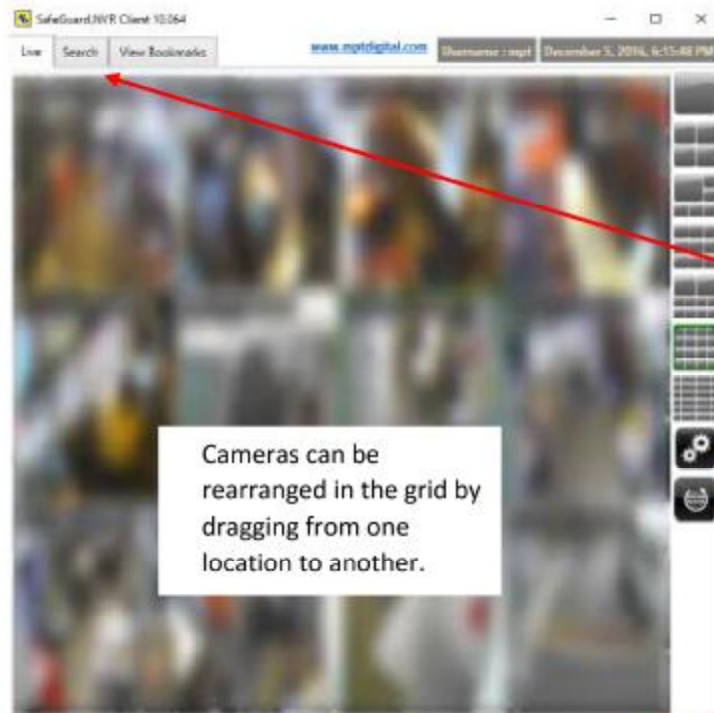 SafeGuard.NVR Client 10.064
Live Search View Bookmarks www.mptdigital.com Username : mpt December 5, 2016, 6:15:48 PM
Cameras can be
rearranged in the grid by
dragging from one
location to another.